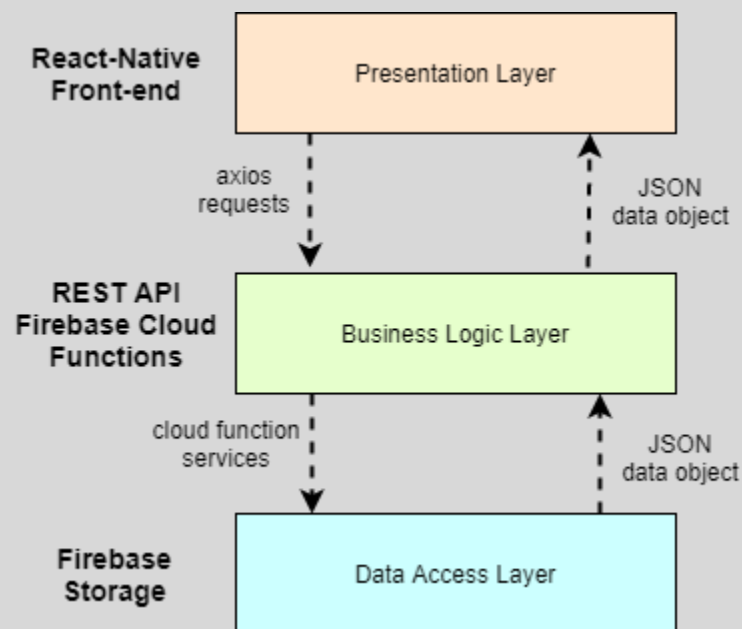 React-Native
Front-end
Presentation Layer
axios
requests
JSON
data object
REST API
Firebase Cloud
Functions
Business Logic Layer
cloud function
services
JSON
data object
Firebase
Storage
Data Access Layer